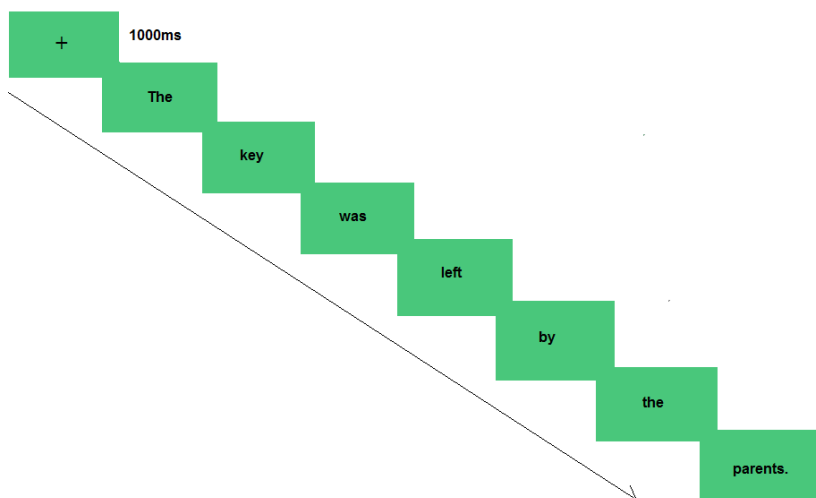 +
1000ms
The
key
was
left
by
the
parents.